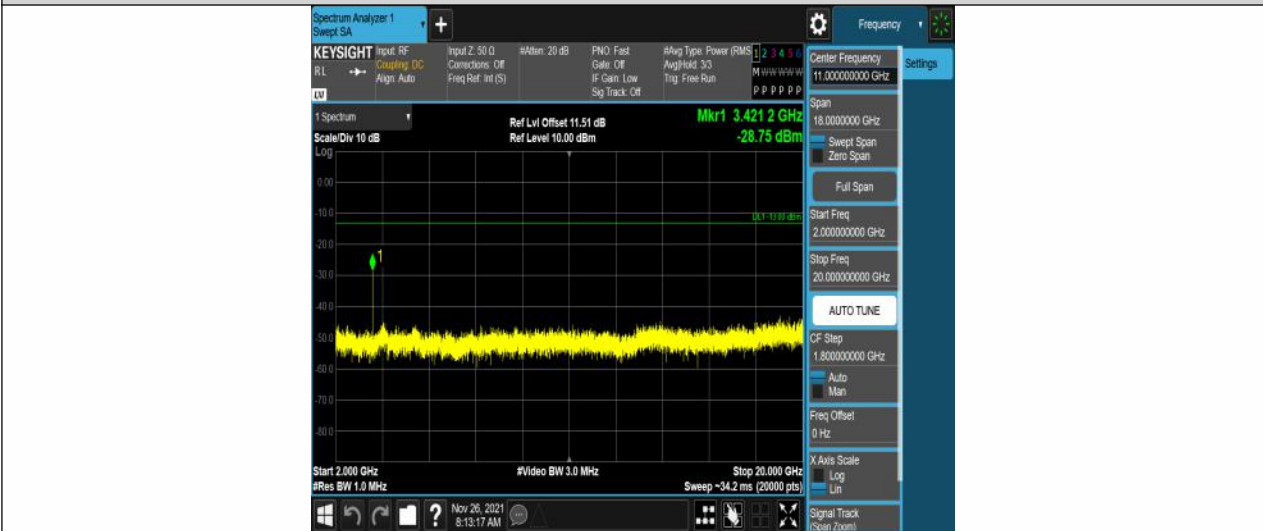 Spectrum Analyzer 1
Swept SA
+
Frequency
KEYSIGHT
RL
LV
Input: RF
Coupling: DC
Align: Auto
Input Z: 50 Ω
Corrections: Off
Freq Ref: Int (S)
#Atten: 20 dB
PNO: Fast
Gate: Off
IF Gain: Low
Sig Track: Off
#Avg Type: Power (RMS
Avg|Hold: 3/3
Trig: Free Run
1 2 3 4 5 6
M W W W W W
P P P P P P
1 Spectrum
Scale/Div 10 dB
Log
Ref Lvl Offset 11.51 dB
Ref Level 10.00 dBm
Mkr1 3.421 2 GHz
-28.75 dBm
0.00
-10.0
DL1 -13.00 dBm
-20.0
1
-30.0
-40.0
-50.0
-60.0
-70.0
-80.0
Start 2.000 GHz
#Res BW 1.0 MHz
#Video BW 3.0 MHz
Stop 20.000 GHz
Sweep ~34.2 ms (20000 pts)
?
Nov 26, 2021
8:13:17 AM
Center Frequency
11.000000000 GHz
Settings
Span
18.0000000 GHz
Swept Span
Zero Span
Full Span
Start Freq
2.000000000 GHz
Stop Freq
20.000000000 GHz
AUTO TUNE
CF Step
1.800000000 GHz
Auto
Man
Freq Offset
0 Hz
X Axis Scale
Log
Lin
Signal Track
(Span Zoom)